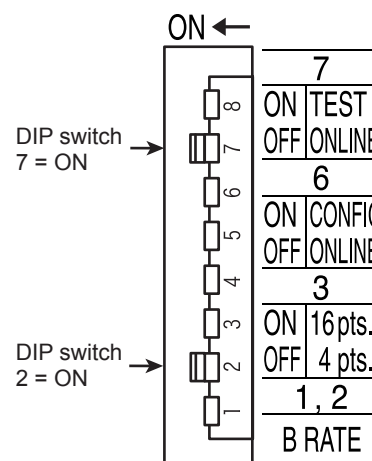 ON
DIP switch
7 = ON
DIP switch
2 = ON
8
7
6
5
4
3
2
1
7
ON TEST
OFF ONLINE
6
ON CONFIG
OFF ONLINE
3
ON 16 pts.
OFF 4 pts.
1, 2
B RATE